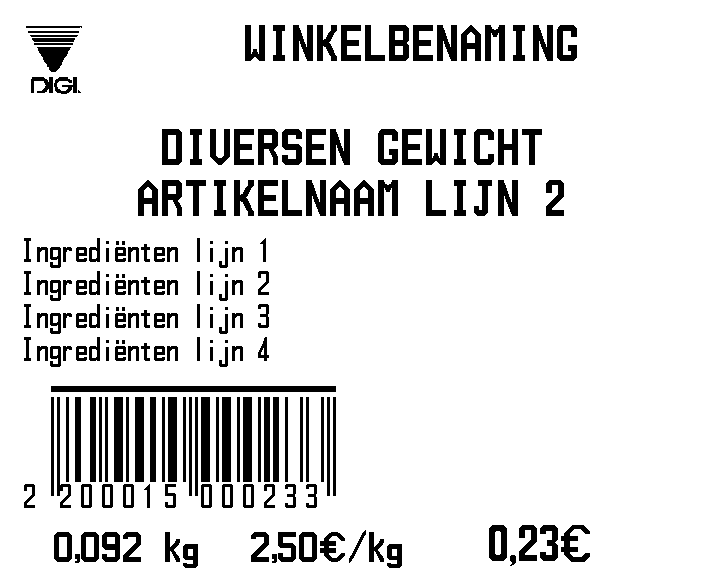 DIGI.
WINKELBENAMING
DIVERSEN GEWICHT
ARTIKELNAAM LIJN 2
Ingrediënten lijn 1
Ingrediënten lijn 2
Ingrediënten lijn 3
Ingrediënten lijn 4
2 200015 000233
0,092 kg 2,50€/kg 0,23€